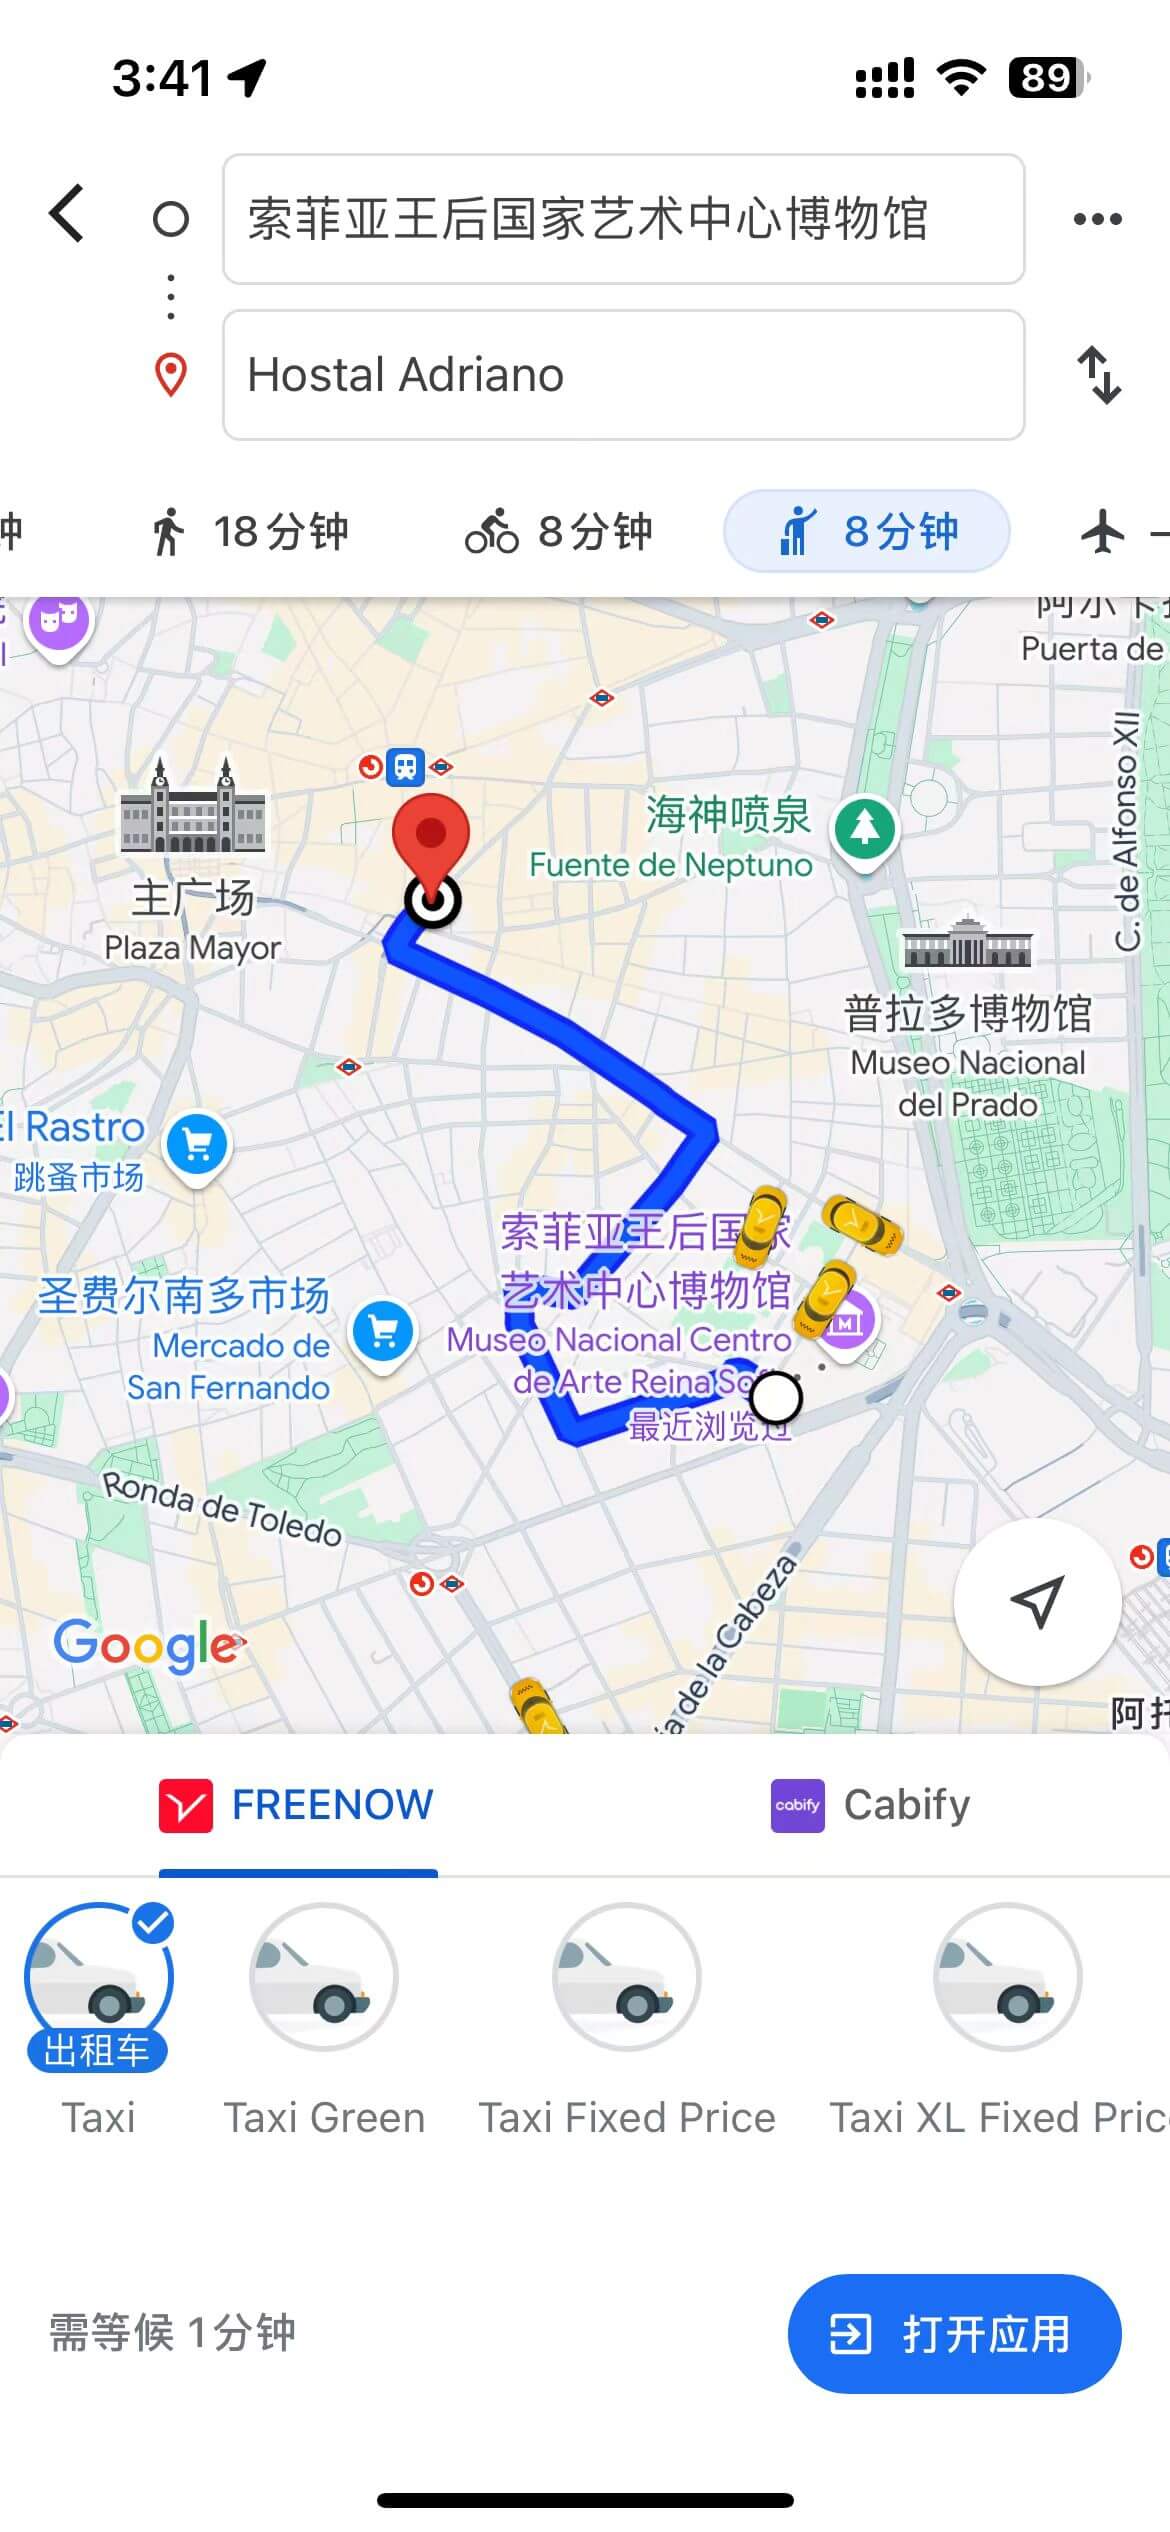 3:41
89
索菲亚王后国家艺术中心博物馆
Hostal Adriano
钟
18 分钟
8 分钟
8 分钟
Puerta de
C. de Alfonso XII
海神喷泉
Fuente de Neptuno
主广场
Plaza Mayor
普拉多博物馆
Museo Nacional
del Prado
El Rastro
跳蚤市场
索菲亚王后国家
艺术中心博物馆
Museo Nacional Centro
de Arte Reina Sofía
最近浏览过
圣费尔南多市场
Mercado de
San Fernando
Ronda de Toledo
de la Cabeza
Google
FREENOW
cabify
Cabify
出租车
Taxi
Taxi Green
Taxi Fixed Price
Taxi XL Fixed Pric
需等候 1分钟
打开应用